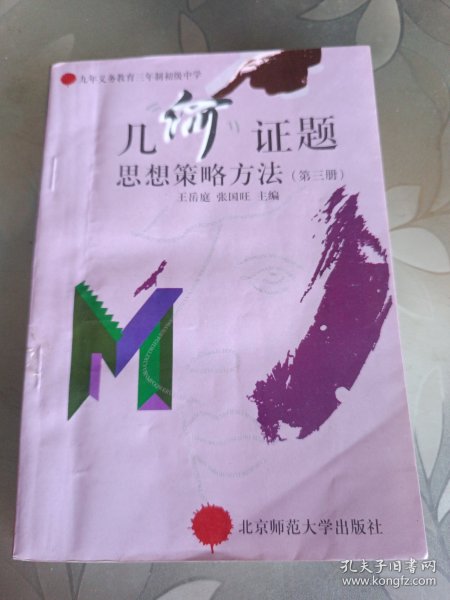 九年义务教育三年制初级中学
几"何"证题
思想策略方法(第三册)
王岳庭 张国旺 主编
北京师范大学出版社
孔夫子旧书网
www.kongfz.com